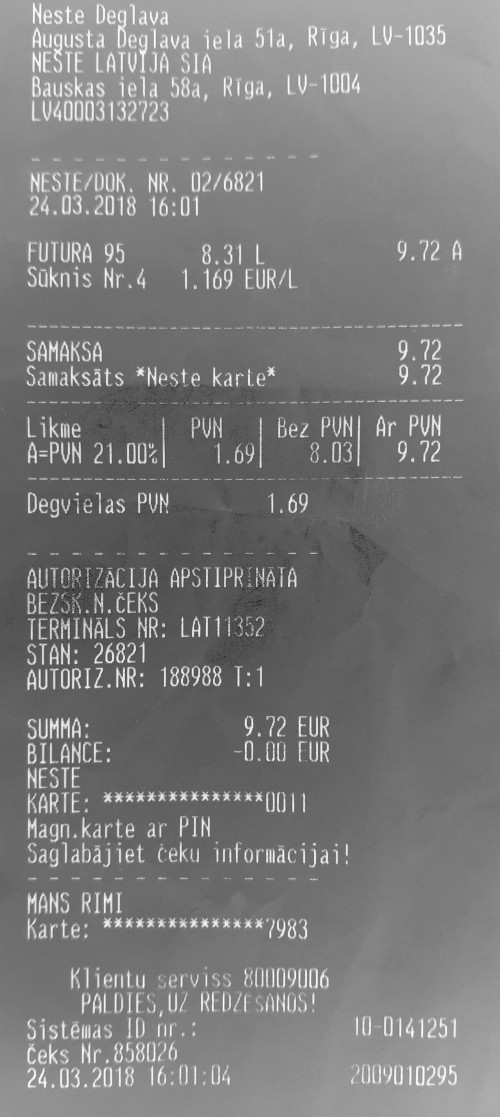 Neste Deglava
Augusta Deglava iela 51a, Rīga, LV-1035
NESTE LATVIJA SIA
Bauskas iela 58a, Rīga, LV-1004
LV40003132723
NESTE/DOK. NR. 02/6821
24.03.2018 16:01
FUTURA 95 8.31 L 9.72 A
Sūknis Nr.4 1.169 EUR/L
SAMAKSA 9.72
Samaksāts *Neste karte* 9.72
Likme | PVN | Bez PVN| Ar PVN
A=PVN 21.00%| 1.69| 8.03| 9.72
Degvielas PVN 1.69
AUTORIZĀCIJA APSTIPRINĀTA
BEZSK.N.ČEKS
TERMINĀLS NR: LAT11352
STAN: 26821
AUTORIZ.NR: 188988 T:1
SUMMA: 9.72 EUR
BILANCE: -0.00 EUR
NESTE
KARTE: ***************0011
Magn.karte ar PIN
Saglabājiet čeku informācijai!
MANS RIMI
Karte: ***************7983
Klientu serviss 80009006
PALDIES,UZ REDZĒŠANOS!
Sistēmas ID nr.: 10-0141251
Čeks Nr.858026
24.03.2018 16:01:04 2009010295